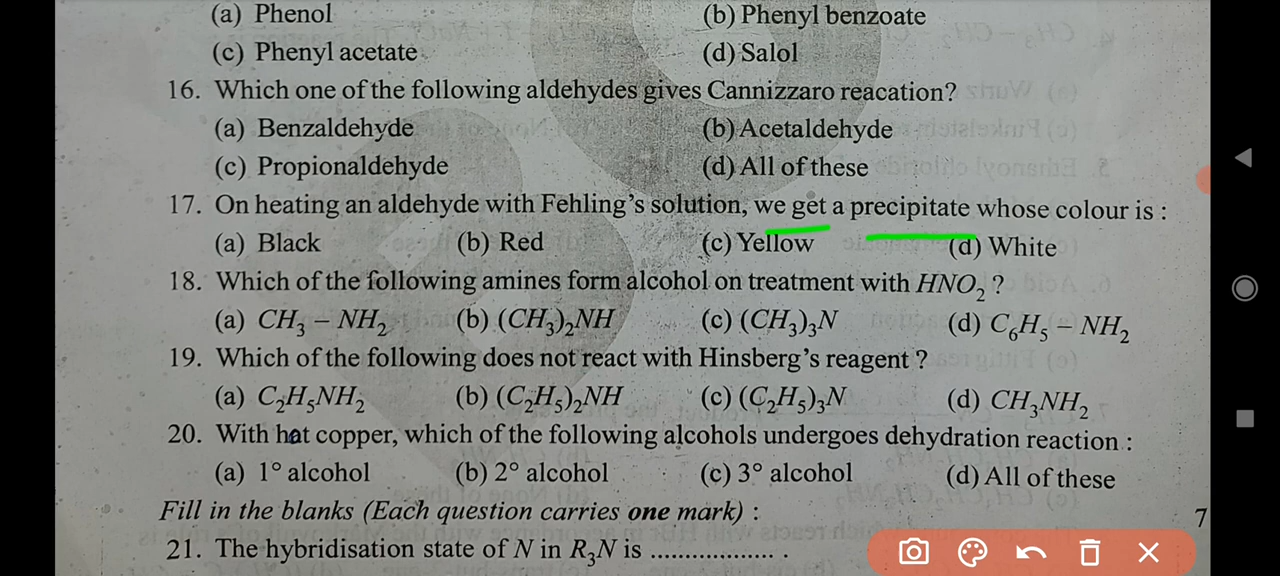 (a) Phenol (b) Phenyl benzoate
(c) Phenyl acetate (d) Salol
16. Which one of the following aldehydes gives Cannizzaro reacation?
(a) Benzaldehyde (b) Acetaldehyde
(c) Propionaldehyde (d) All of these
17. On heating an aldehyde with Fehling's solution, we get a precipitate whose colour is :
(a) Black (b) Red (c) Yellow (d) White
18. Which of the following amines form alcohol on treatment with HNO₂ ?
(a) CH₃ – NH₂ (b) (CH₃)₂NH (c) (CH₃)₃N (d) C₆H₅ – NH₂
19. Which of the following does not react with Hinsberg's reagent ?
(a) C₂H₅NH₂ (b) (C₂H₅)₂NH (c) (C₂H₅)₃N (d) CH₃NH₂
20. With hot copper, which of the following alcohols undergoes dehydration reaction :
(a) 1° alcohol (b) 2° alcohol (c) 3° alcohol (d) All of these
Fill in the blanks (Each question carries one mark) :
7
21. The hybridisation state of N in R₃N is .................. .